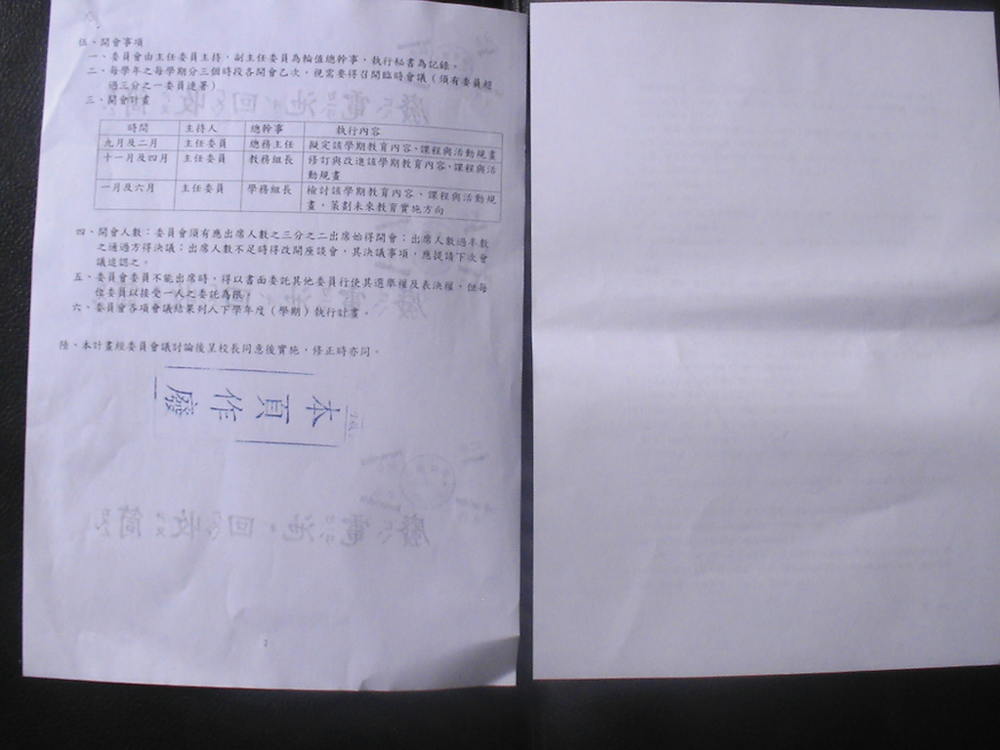 伍、開會事項
一、委員會由主任委員主持，副主任委員為輪值總幹事，執行秘書為記錄。
二、每學年之每學期分三個時段各開會乙次，視需要得召開臨時會議（須有委員超
過三分之一委員連署）
三、開會計畫
時間 主持人 總幹事 執行內容
九月及二月 主任委員 總務主任 擬定該學期教育內容、課程與活動規畫
十一月及四月 主任委員 教務組長 修訂與改進該學期教育內容、課程與活
動規畫
一月及六月 主任委員 學務組長 檢討該學期教育內容、課程與活動規
畫，策劃未來教育實施方向
四、開會人數：委員會須有應出席人數之三分之二出席始得開會；出席人數過半數
之通過方得決議；出席人數不足時得改開座談會，其決議事項，應提請下次會
議追認之。
五、委員會委員不能出席時，得以書面委託其他委員行使其選舉權及表決權，但每
位委員以接受一人之委託為限。
六、委員會各項會議結果列入下學年度（學期）執行計畫。
陸、本計畫經委員會議討論後呈校長同意後實施，修正時亦同。
本頁作廢
廢電池回收筒
2